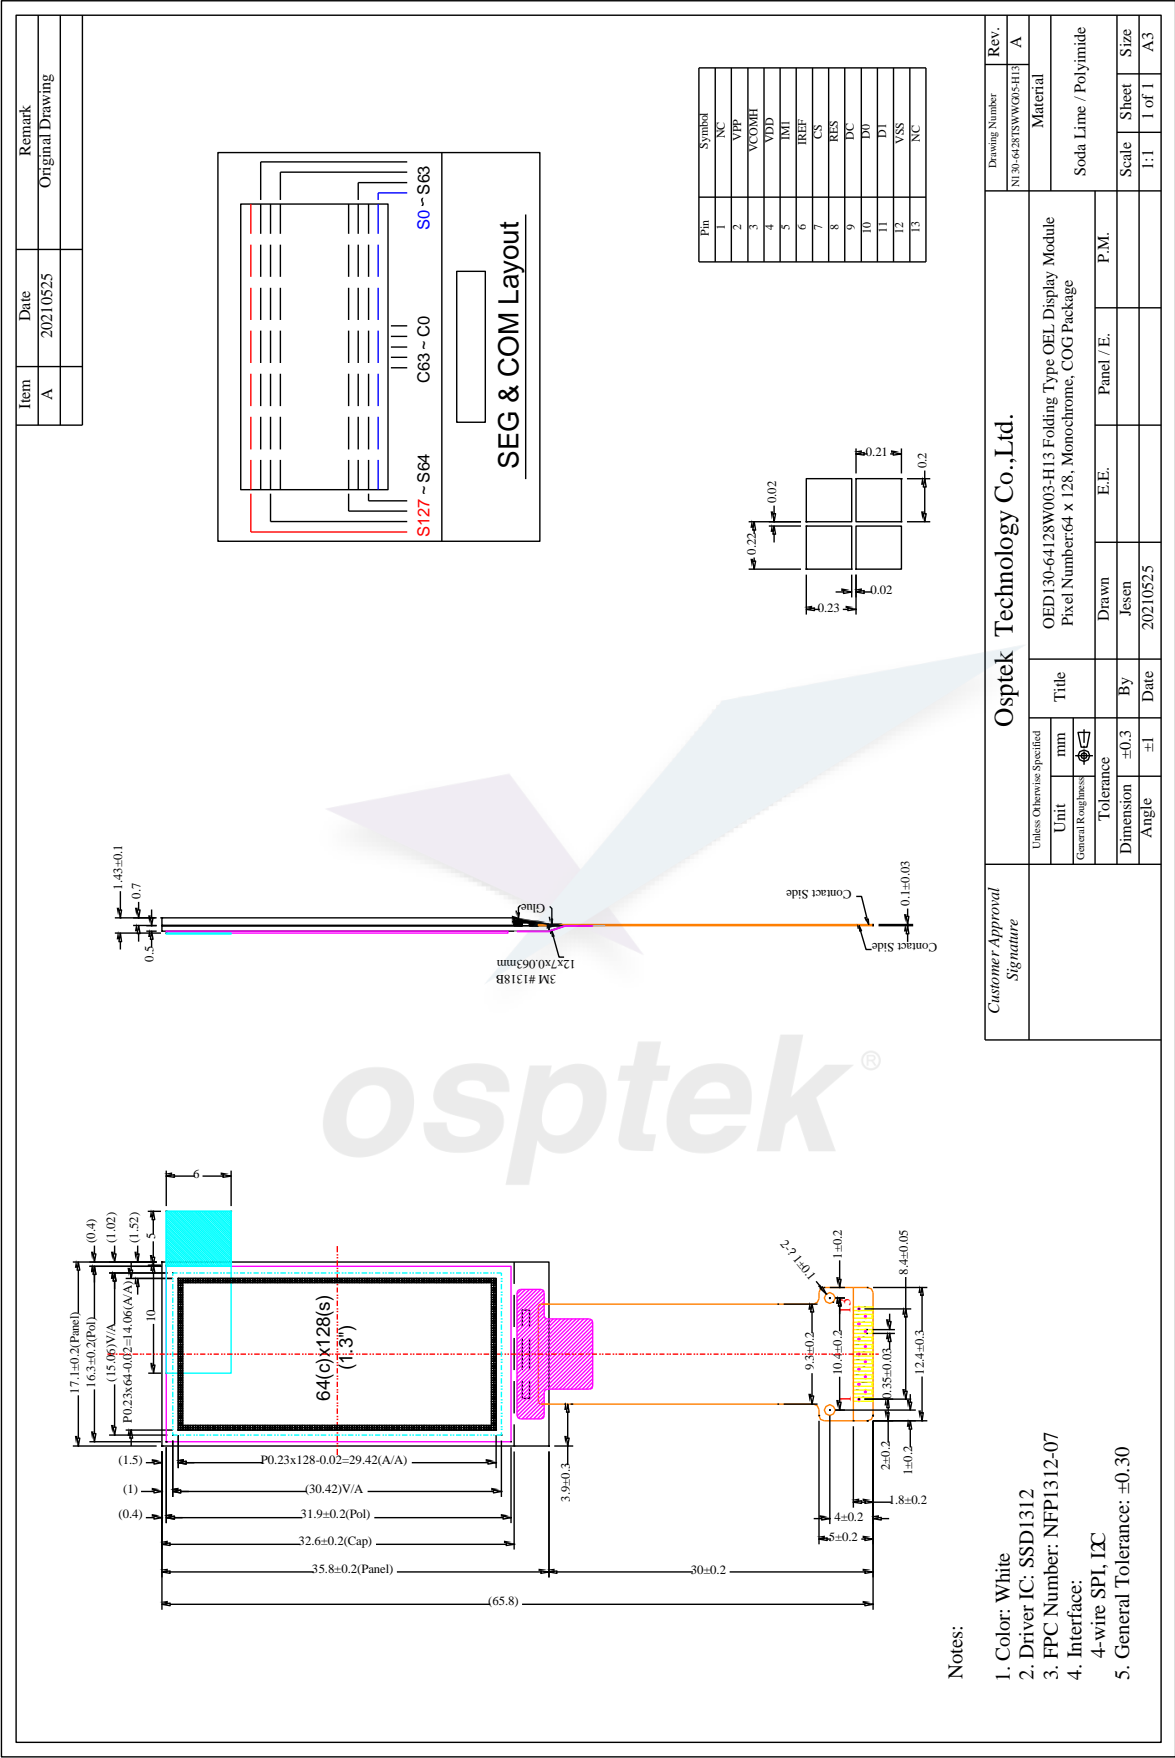 Item Date Remark
A 20210525 Original Drawing
S127 ~ S64 C63 ~ C0 S0 ~ S63
SEG & COM Layout
Pin Symbol
1 NC
2 VPP
3 VCOMH
4 VDD
5 IM1
6 IREF
7 CS
8 RES
9 DC
10 D0
11 D1
12 VSS
13 NC
0.22
0.02
0.21
0.2
0.02
0.23
1.43±0.1
0.7
0.5
Glue
3M #1318B
12x7x0.063mm
Contact Side
Contact Side
0.1±0.03
osptek®
6
(0.4)
(1.02)
(1.52)
5
17.1±0.2(Panel)
16.3±0.2(Pol)
(15.06)V/A
P0.23x64-0.02=14.06(A/A)
10
64(c)x128(s)
(1.3")
(1.5)
(1)
(0.4)
P0.23x128-0.02=29.42(A/A)
(30.42)V/A
31.9±0.2(Pol)
32.6±0.2(Cap)
35.8±0.2(Panel)
30±0.2
(65.8)
3.9±0.3
2-? 1±0.1
1±0.2
8.4±0.05
9.3±0.2
10.4±0.2
0.35±0.03
12.4±0.3
1
13
2±0.2
1±0.2
1.8±0.2
4±0.2
5±0.2
Notes:
1. Color: White
2. Driver IC: SSD1312
3. FPC Number: NFP1312-07
4. Interface:
4-wire SPI, I2C
5. General Tolerance: ±0.30
Customer Approval
Signature
Osptek Technology Co.,Ltd.
Drawing Number Rev.
N130-6428TSWWG05-H13 A
Unless Otherwise Specified
Unit mm
General Roughness
Tolerance
Dimension ±0.3
Angle ±1
Title
OED130-64128W003-H13 Folding Type OEL Display Module
Pixel Number:64 x 128, Monochrome, COG Package
Material
Soda Lime / Polyimide
Drawn E.E. Panel / E. P.M.
By Jesen
Date 20210525
Scale Sheet Size
1:1 1 of 1 A3